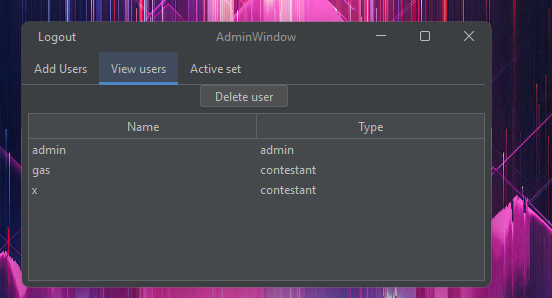 Logout AdminWindow
Add Users View users Active set
Delete user
Name Type
admin admin
gas contestant
x contestant